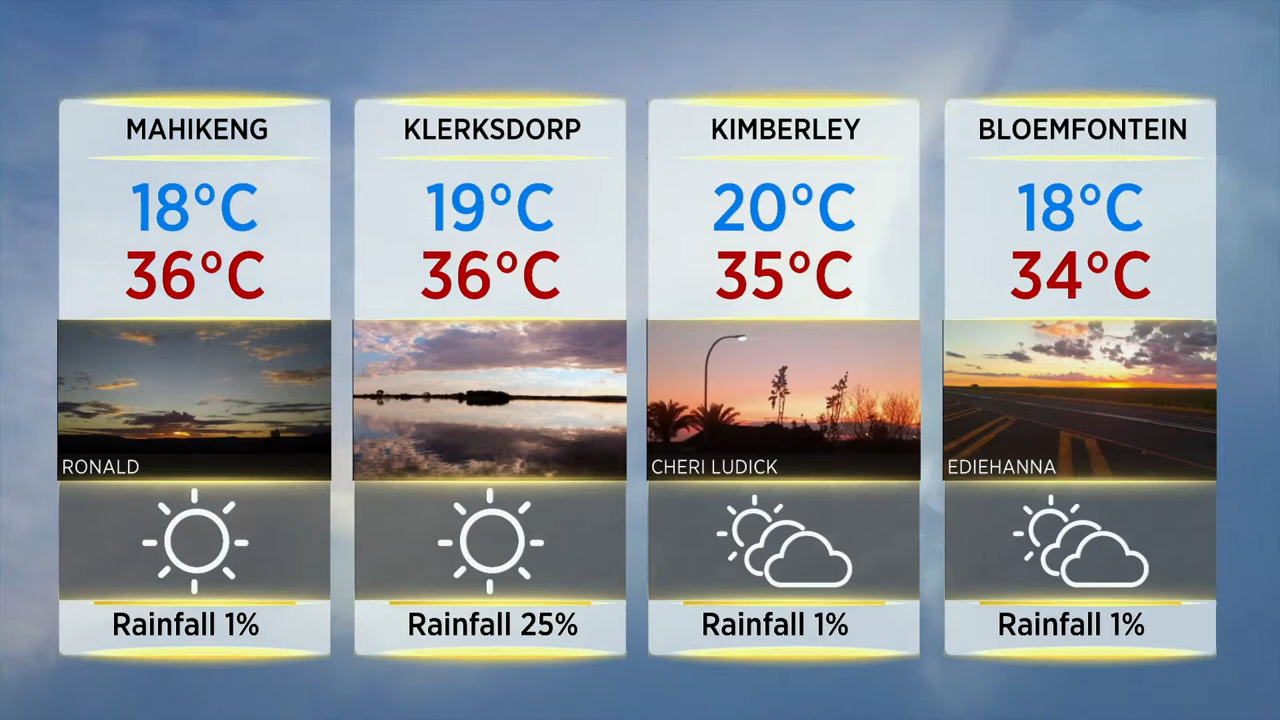 MAHIKENG
18°C
36°C
RONALD
Rainfall 1%
KLERKSDORP
19°C
36°C
Rainfall 25%
KIMBERLEY
20°C
35°C
CHERI LUDICK
Rainfall 1%
BLOEMFONTEIN
18°C
34°C
EDIEHANNA
Rainfall 1%